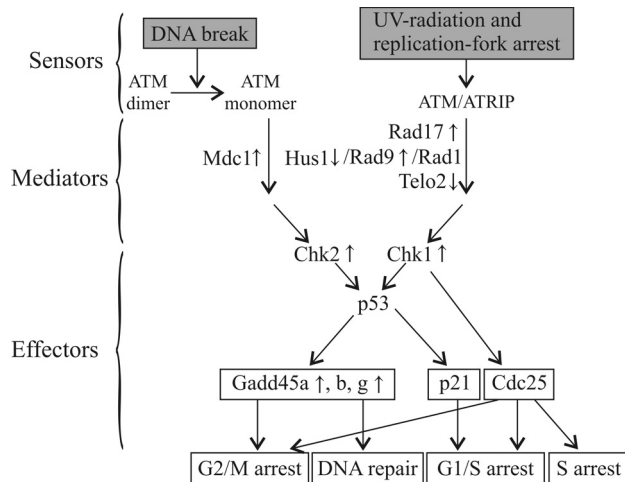 DNA break
UV-radiation and
replication-fork arrest
Sensors
ATM
dimer
ATM
monomer
ATM/ATRIP
Rad17↑
Mdc1↑
Hus1↓/Rad9↑/Rad1
Telo2↓
Mediators
Chk2↑
Chk1↑
p53
Effectors
Gadd45a↑, b, g↑
p21
Cdc25
G2/M arrest
DNA repair
G1/S arrest
S arrest